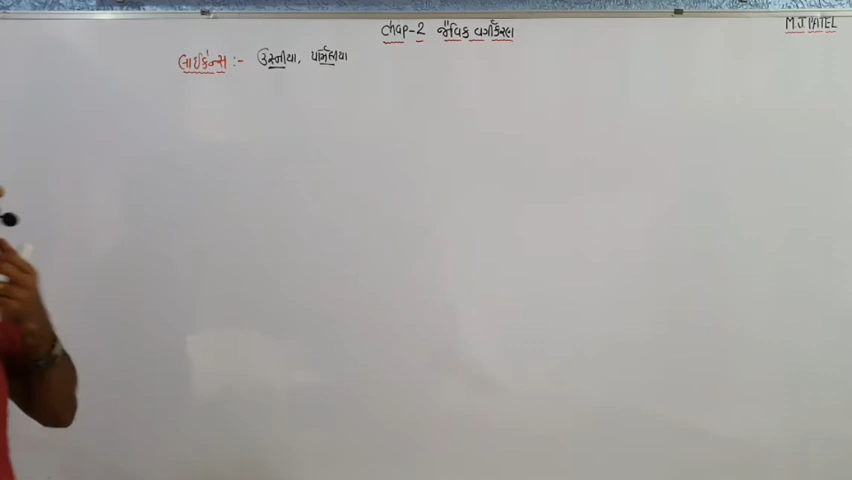 chap-2 જૈવિક વર્ગીકરણ
M.J.PATEL
લાઈકેન્સ :- ઉસ્નીયા, પર્મિલીયા